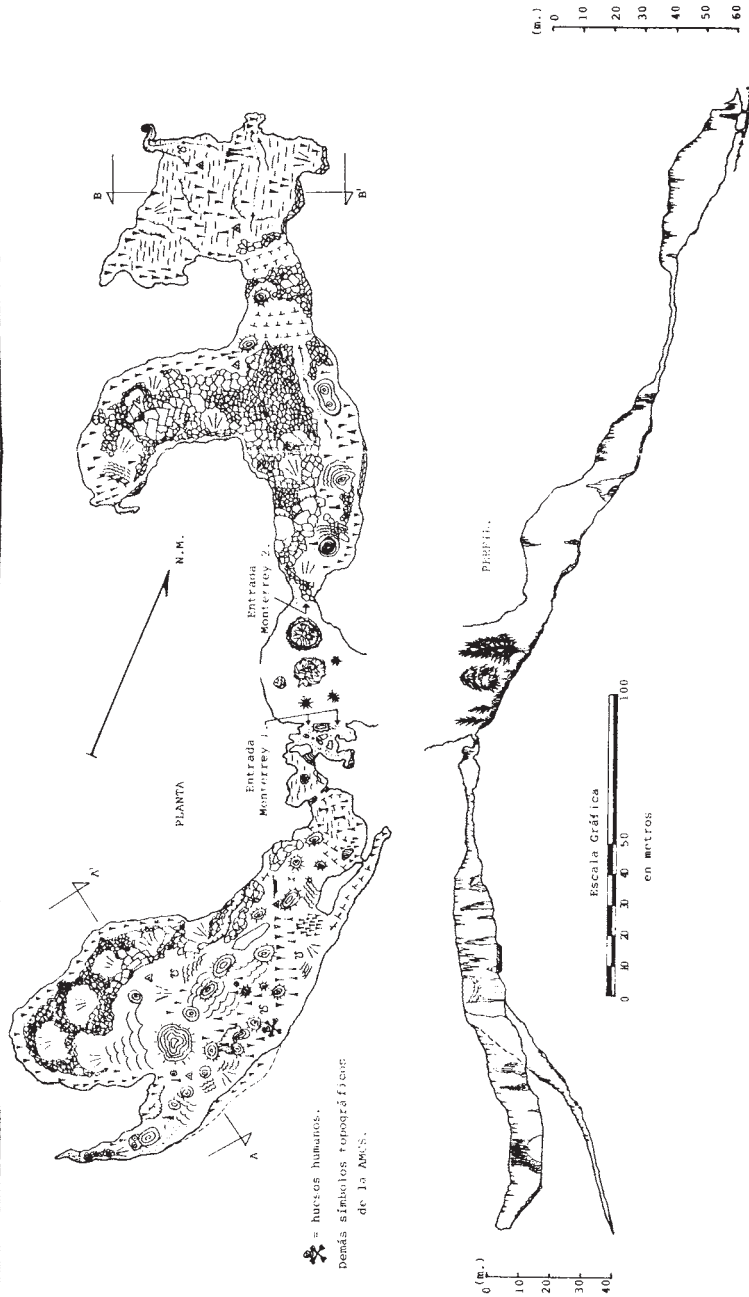 (m.)
0
10
20
30
40
50
60
B
B'
N.M.
Entrada
Monterrey 2.
PERFIL.
PLANTA
Entrada
Monterrey 1.
A'
A
Escala Gráfica
0 10 20 30 40 50 100
en metros
= huesos humanos.
Demás símbolos topográficos
de la AMCS.
0 (m.)
10
20
30
40